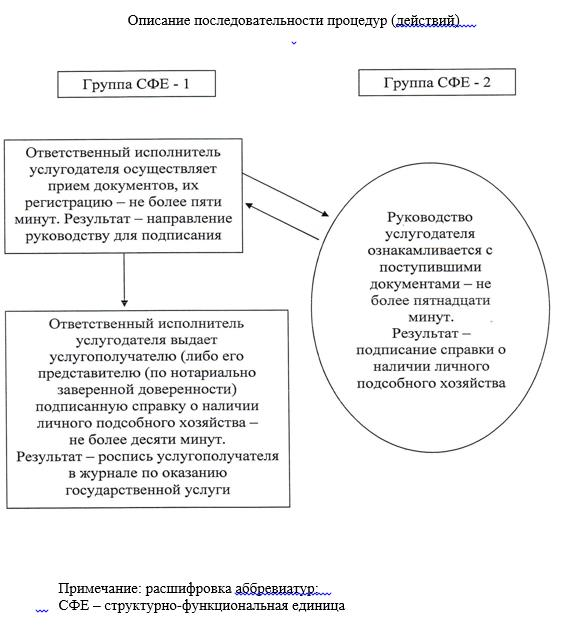 Описание последовательности процедур (действий)
Группа СФЕ - 1
Группа СФЕ - 2
Ответственный исполнитель
услугодателя осуществляет
прием документов, их
регистрацию – не более пяти
минут. Результат – направление
руководству для подписания
Руководство
услугодателя
ознакамливается с
поступившими
документами – не
более пятнадцати
минут.
Результат –
подписание справки о
наличии личного
подсобного хозяйства
Ответственный исполнитель
услугодателя выдает
услугополучателю (либо его
представителю (по нотариально
заверенной доверенности)
подписанную справку о наличии
личного подсобного хозяйства –
не более десяти минут.
Результат – роспись услугополучателя
в журнале по оказанию
государственной услуги
Примечание: расшифровка аббревиатур:
СФЕ – структурно-функциональная единица